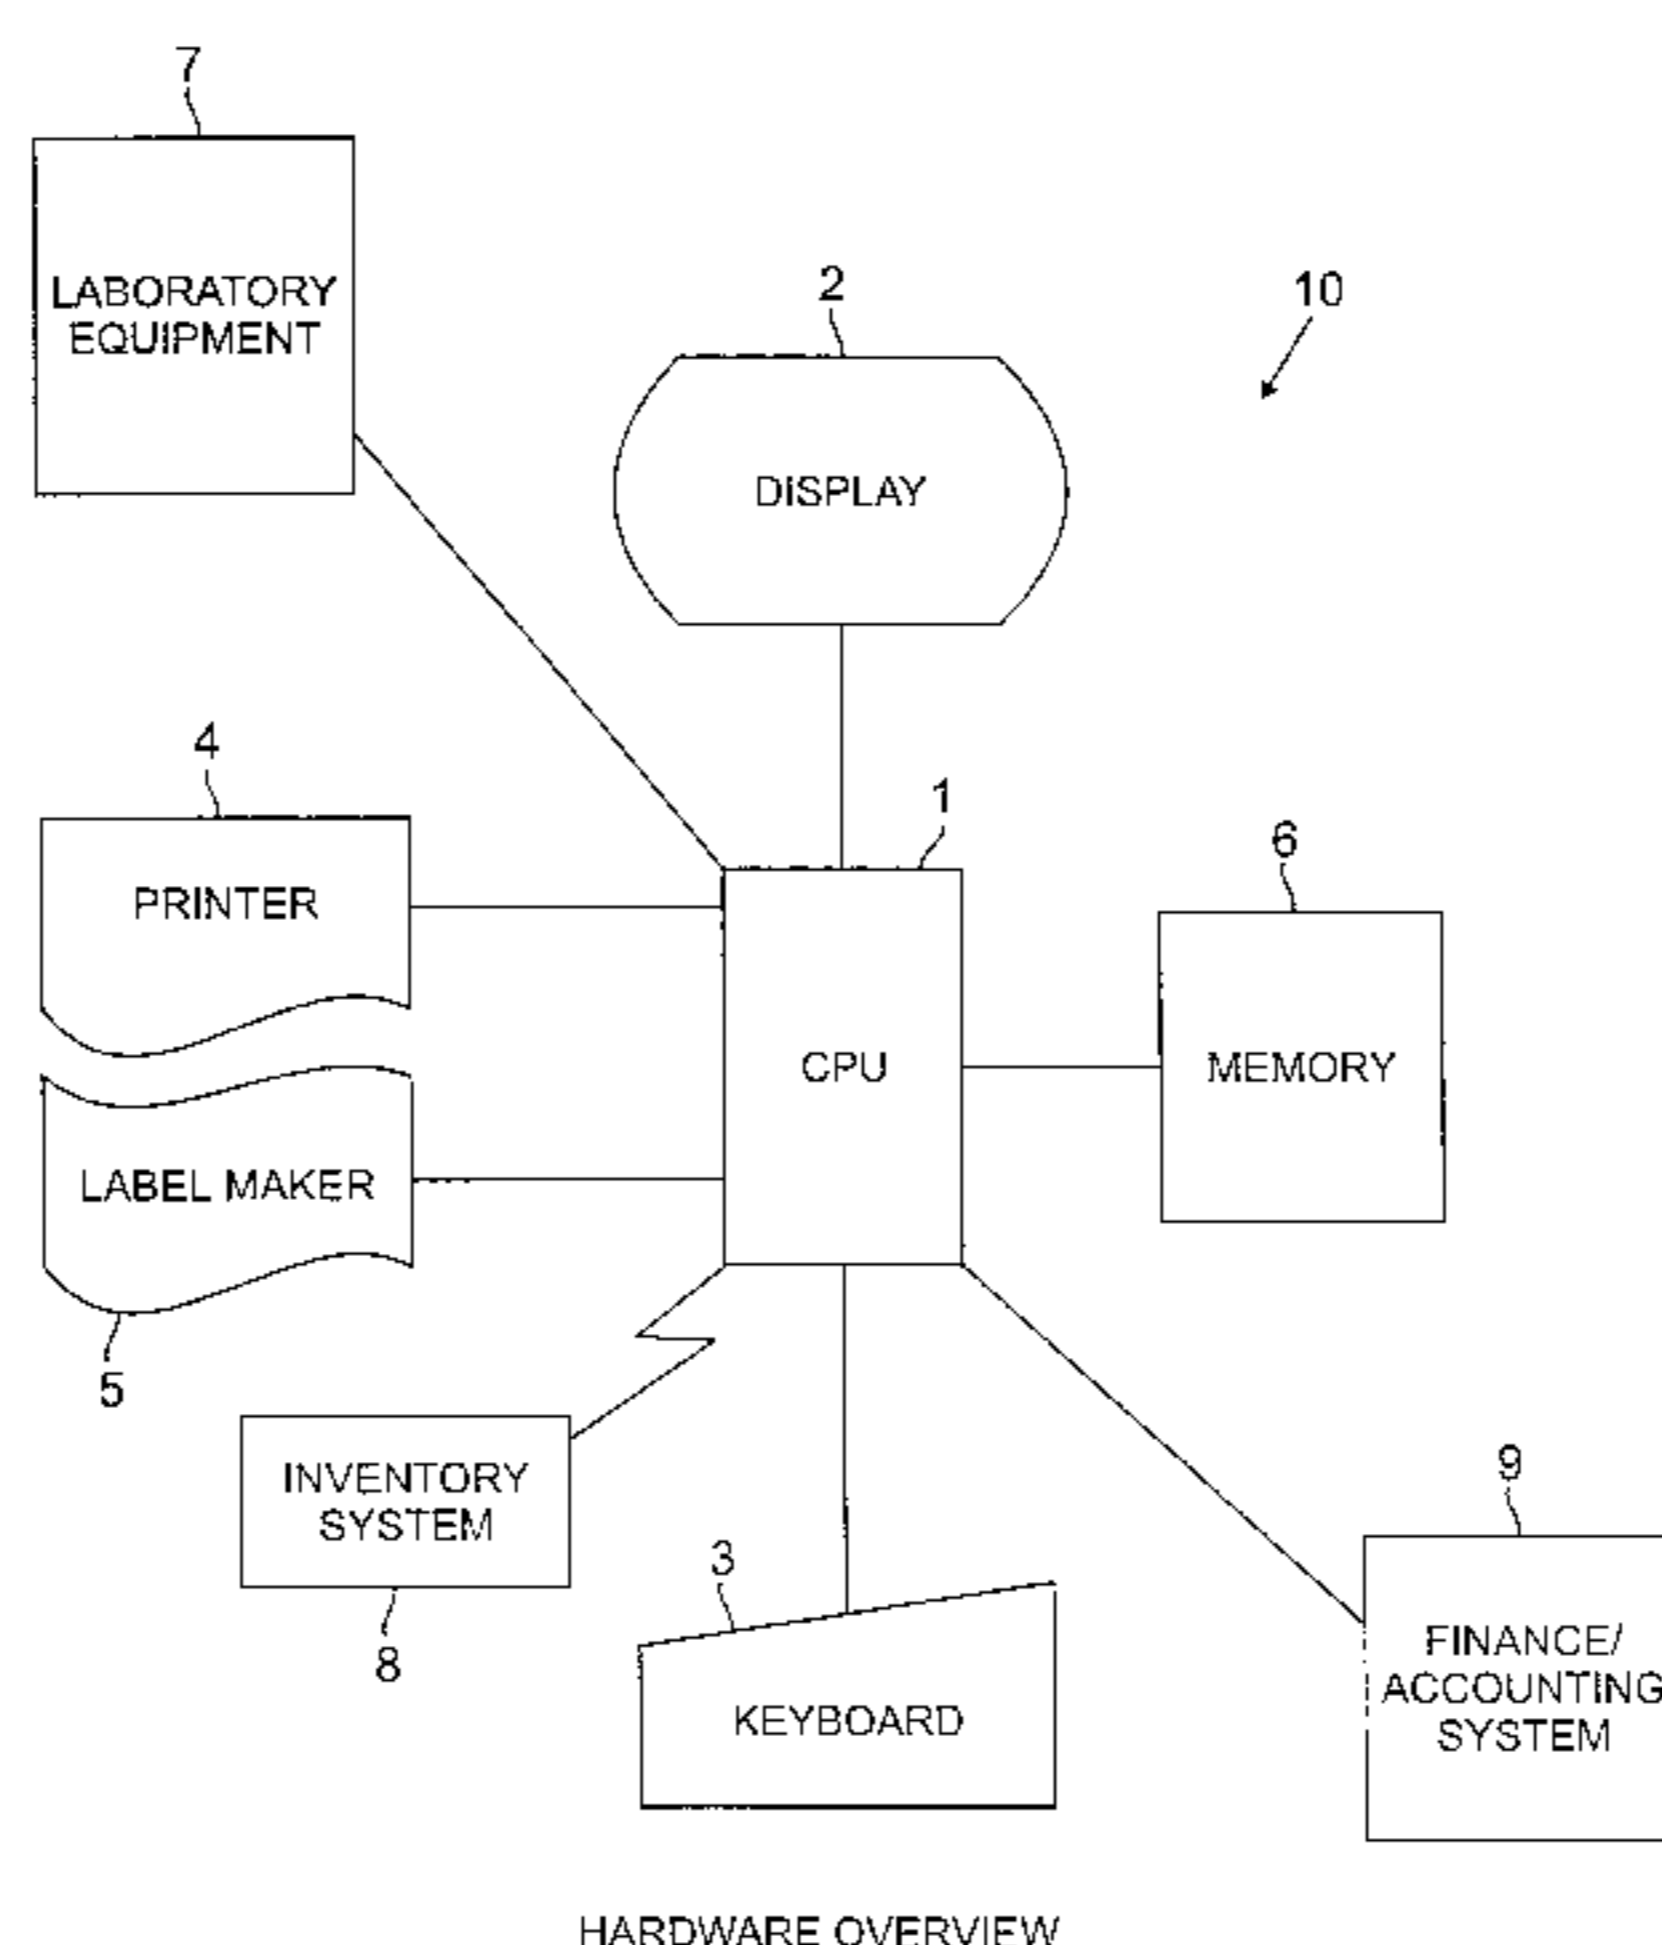 7
LABORATORY
EQUIPMENT
2
10
DISPLAY
4
1
6
PRINTER
CPU
MEMORY
LABEL MAKER
5
INVENTORY
SYSTEM
8
3
9
KEYBOARD
FINANCE/
ACCOUNTING
SYSTEM
HARDWARE OVERVIEW